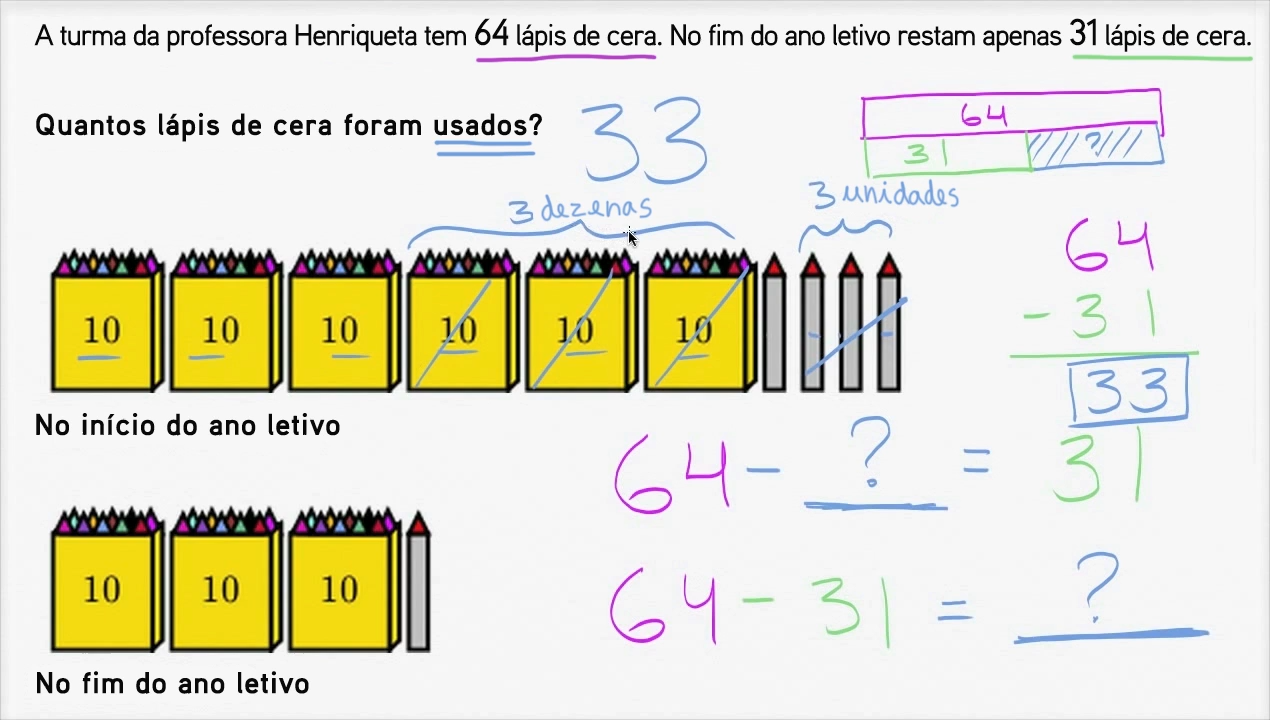 A turma da professora Henriqueta tem 64 lápis de cera. No fim do ano letivo restam apenas 31 lápis de cera.
Quantos lápis de cera foram usados?
33
64
31 ?
3 dezenas
3 unidades
10 10 10 10 10 10
No início do ano letivo
64
- 31
33
64 - ? = 31
10 10 10
64 - 31 = ?
No fim do ano letivo